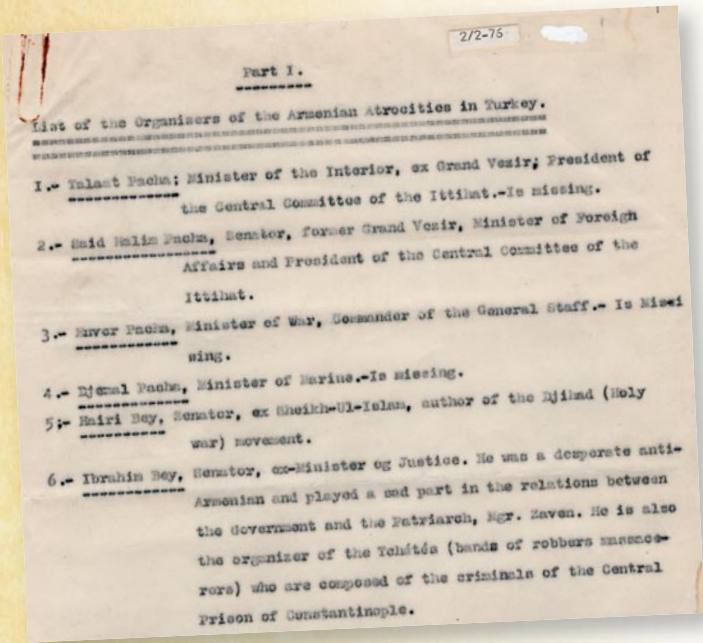 2/2-75
Part I.
List of the Organisers of the Armenian Atrocities in Turkey.
1.- Talaat Pacha; Minister of the Interior, ex Grand Vezir; President of
the Central Committee of the Ittihat.-Is missing.
2.- Said Halim Pacha, Senator, former Grand Vezir, Minister of Foreign
Affairs and President of the Central Committee of the
Ittihat.
3.- Enver Pacha, Minister of War, Commander of the General Staff.- Is Missi
sing.
4.- Djemal Pacha, Minister of Marine.-Is missing.
5;- Hairi Bey, Senator, ex Sheikh-Ul-Islam, author of the Djihad (Holy
war) movement.
6.- Ibrahim Bey, Senator, ex-Minister og Justice. He was a desperate anti-
Armenian and played a sad part in the relations between
the Government and the Patriarch, Mgr. Zaven. He is also
the organizer of the Tchétés (bands of robbers massac-
rers) who are composed of the criminals of the Central
Prison of Constantinople.